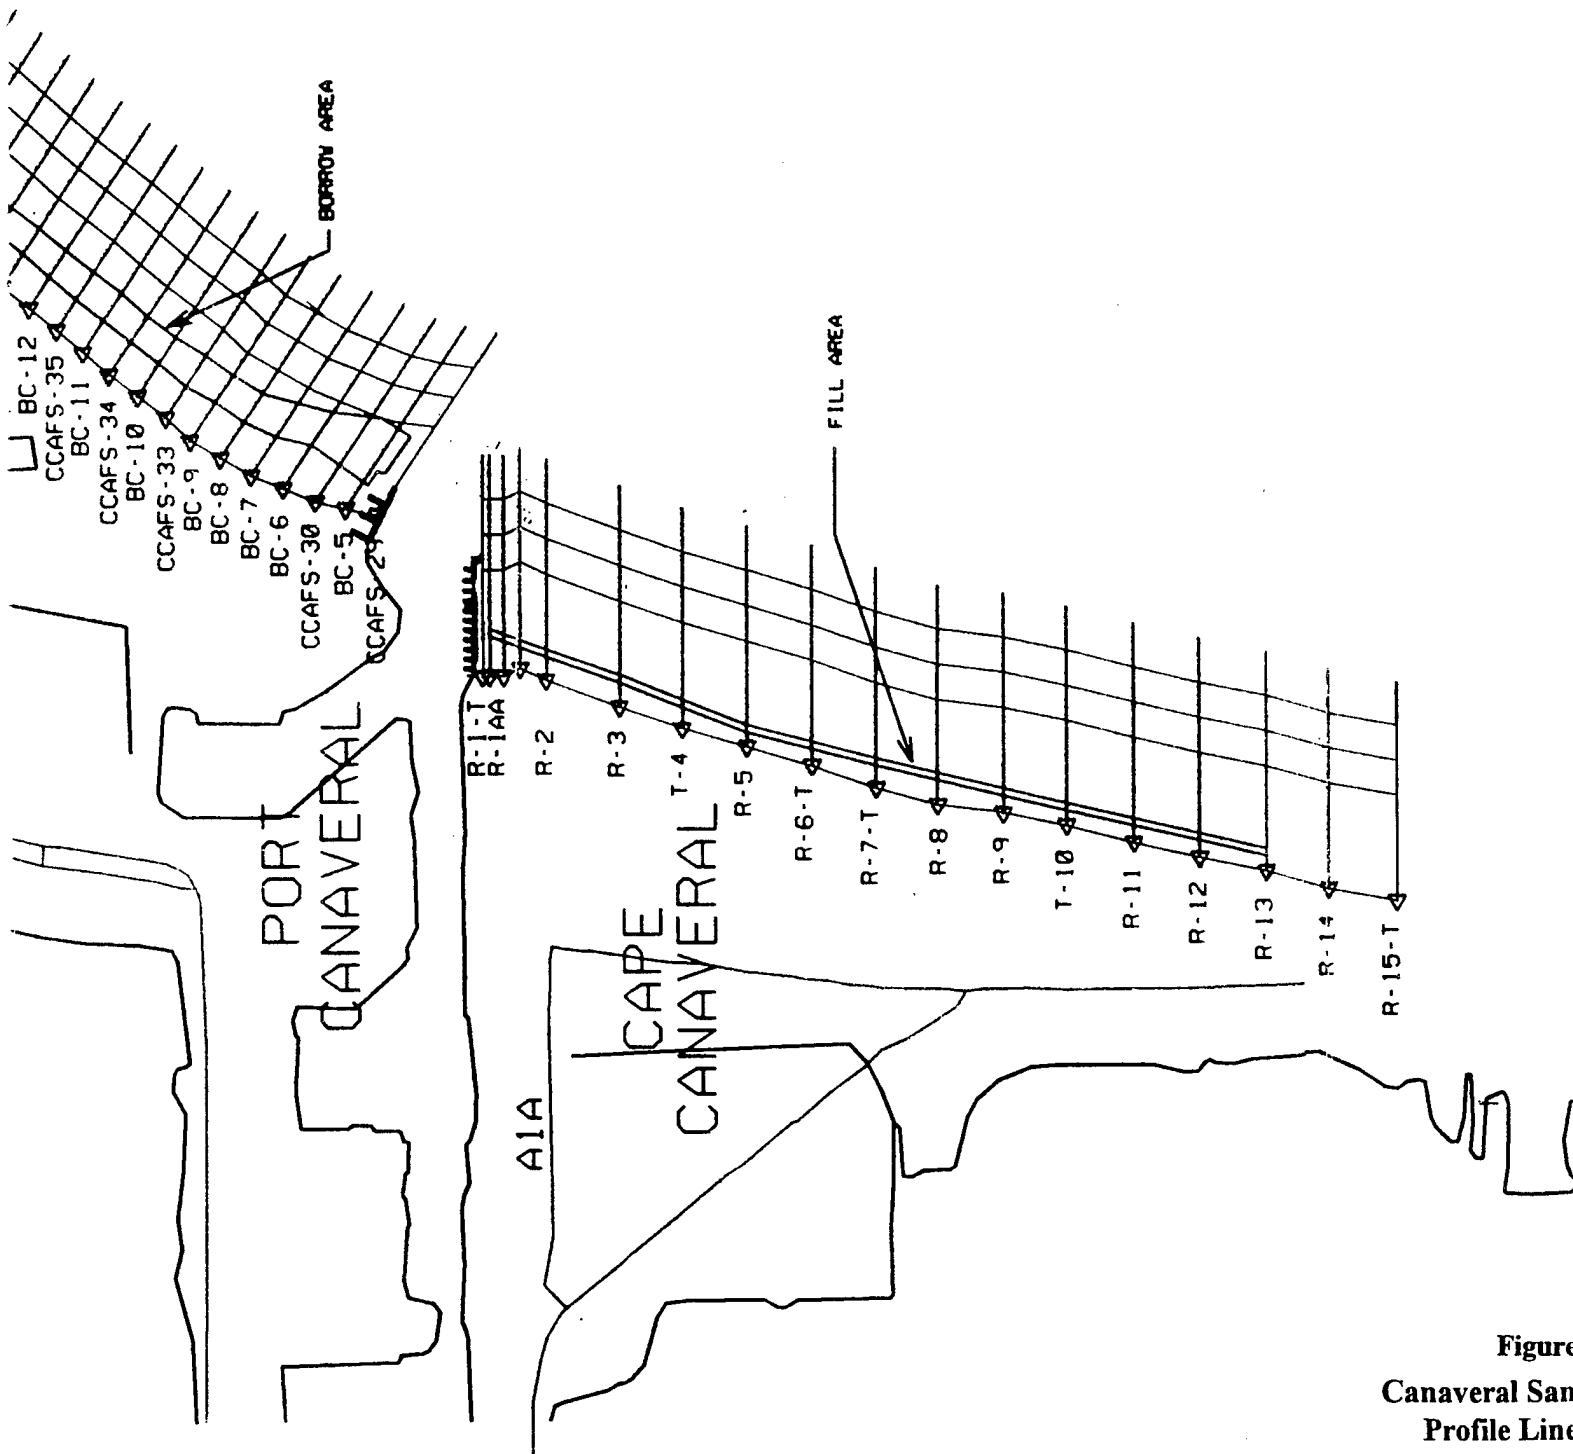 BC-12
CCAFS-35
BC-11
CCAFS-34
BC-10
CCAFS-33
BC-9
BC-8
BC-7
BC-6
CCAFS-30
BC-5
CCAFS-29
BORROW AREA
PORT
CANAVERAL
R-1-T
R-1AA
R-2
R-3
T-4
R-5
R-6-T
R-7-T
R-8
R-9
T-10
R-11
R-12
R-13
R-14
R-15-T
FILL AREA
CAPE
CANAVERAL
A1A
Figure
Canaveral San
Profile Line